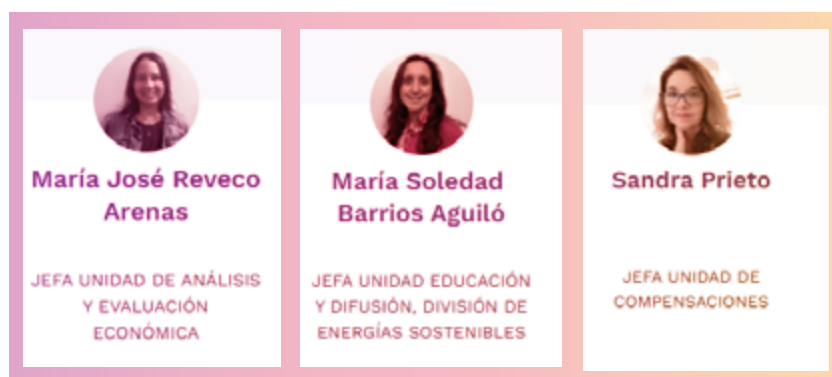 María José Reveco
Arenas
JEFA UNIDAD DE ANÁLISIS
Y EVALUACIÓN
ECONÓMICA
María Soledad
Barrios Aguiló
JEFA UNIDAD EDUCACIÓN
Y DIFUSIÓN, DIVISIÓN DE
ENERGÍAS SOSTENIBLES
Sandra Prieto
JEFA UNIDAD DE
COMPENSACIONES